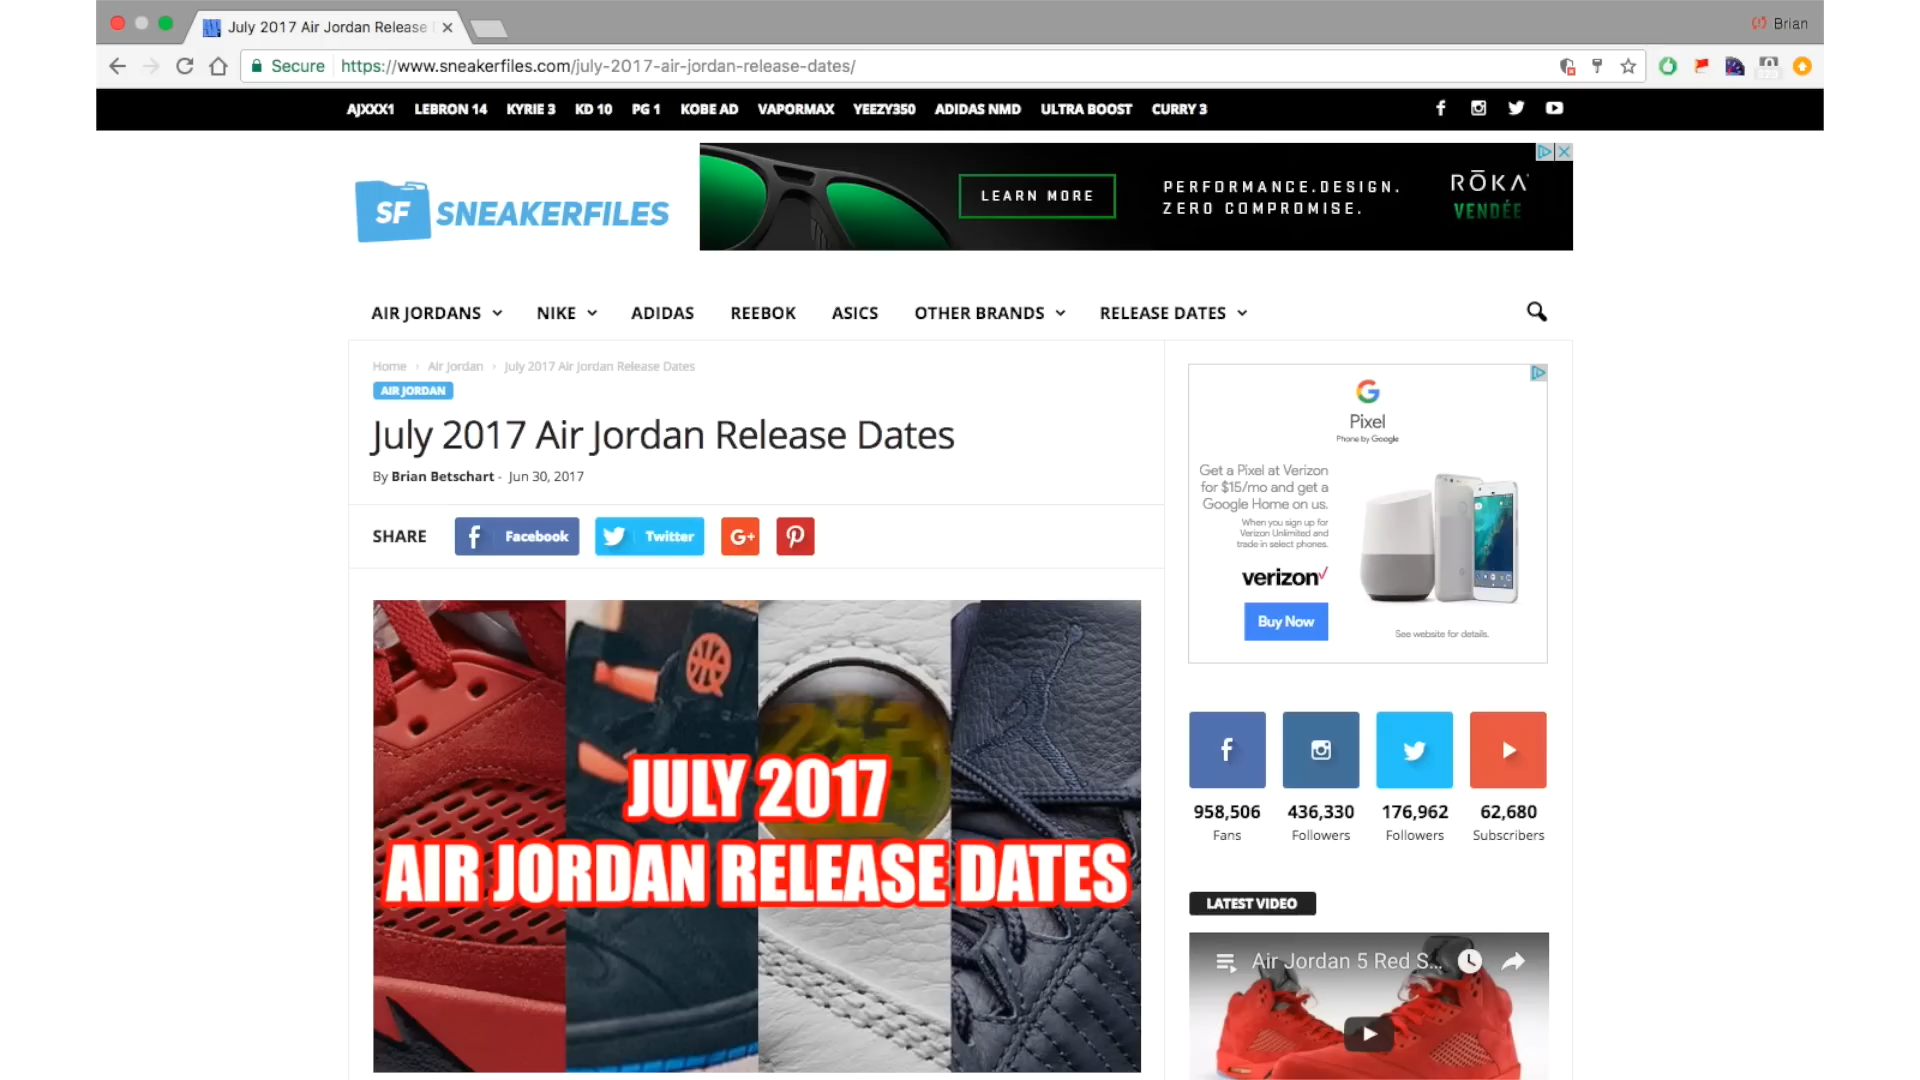 July 2017 Air Jordan Release
Brian
Secure https://www.sneakerfiles.com/july-2017-air-jordan-release-dates/
AJXXX1 LEBRON 14 KYRIE 3 KD 10 PG 1 KOBE AD VAPORMAX YEEZY350 ADIDAS NMD ULTRA BOOST CURRY 3
SF SNEAKERFILES
LEARN MORE
PERFORMANCE.DESIGN.
ZERO COMPROMISE.
RŌKA
VENDÉE
AIR JORDANS NIKE ADIDAS REEBOK ASICS OTHER BRANDS RELEASE DATES
Home › Air Jordan › July 2017 Air Jordan Release Dates
AIR JORDAN
July 2017 Air Jordan Release Dates
By Brian Betschart - Jun 30, 2017
SHARE Facebook Twitter G+
JULY 2017
AIR JORDAN RELEASE DATES
G
Pixel
Phone by Google
Get a Pixel at Verizon
for $15/mo and get a
Google Home on us.
When you sign up for
Verizon Unlimited and
trade in select phones.
verizon✓
Buy Now
See website for details.
958,506 436,330 176,962 62,680
Fans Followers Followers Subscribers
LATEST VIDEO
Air Jordan 5 Red S...